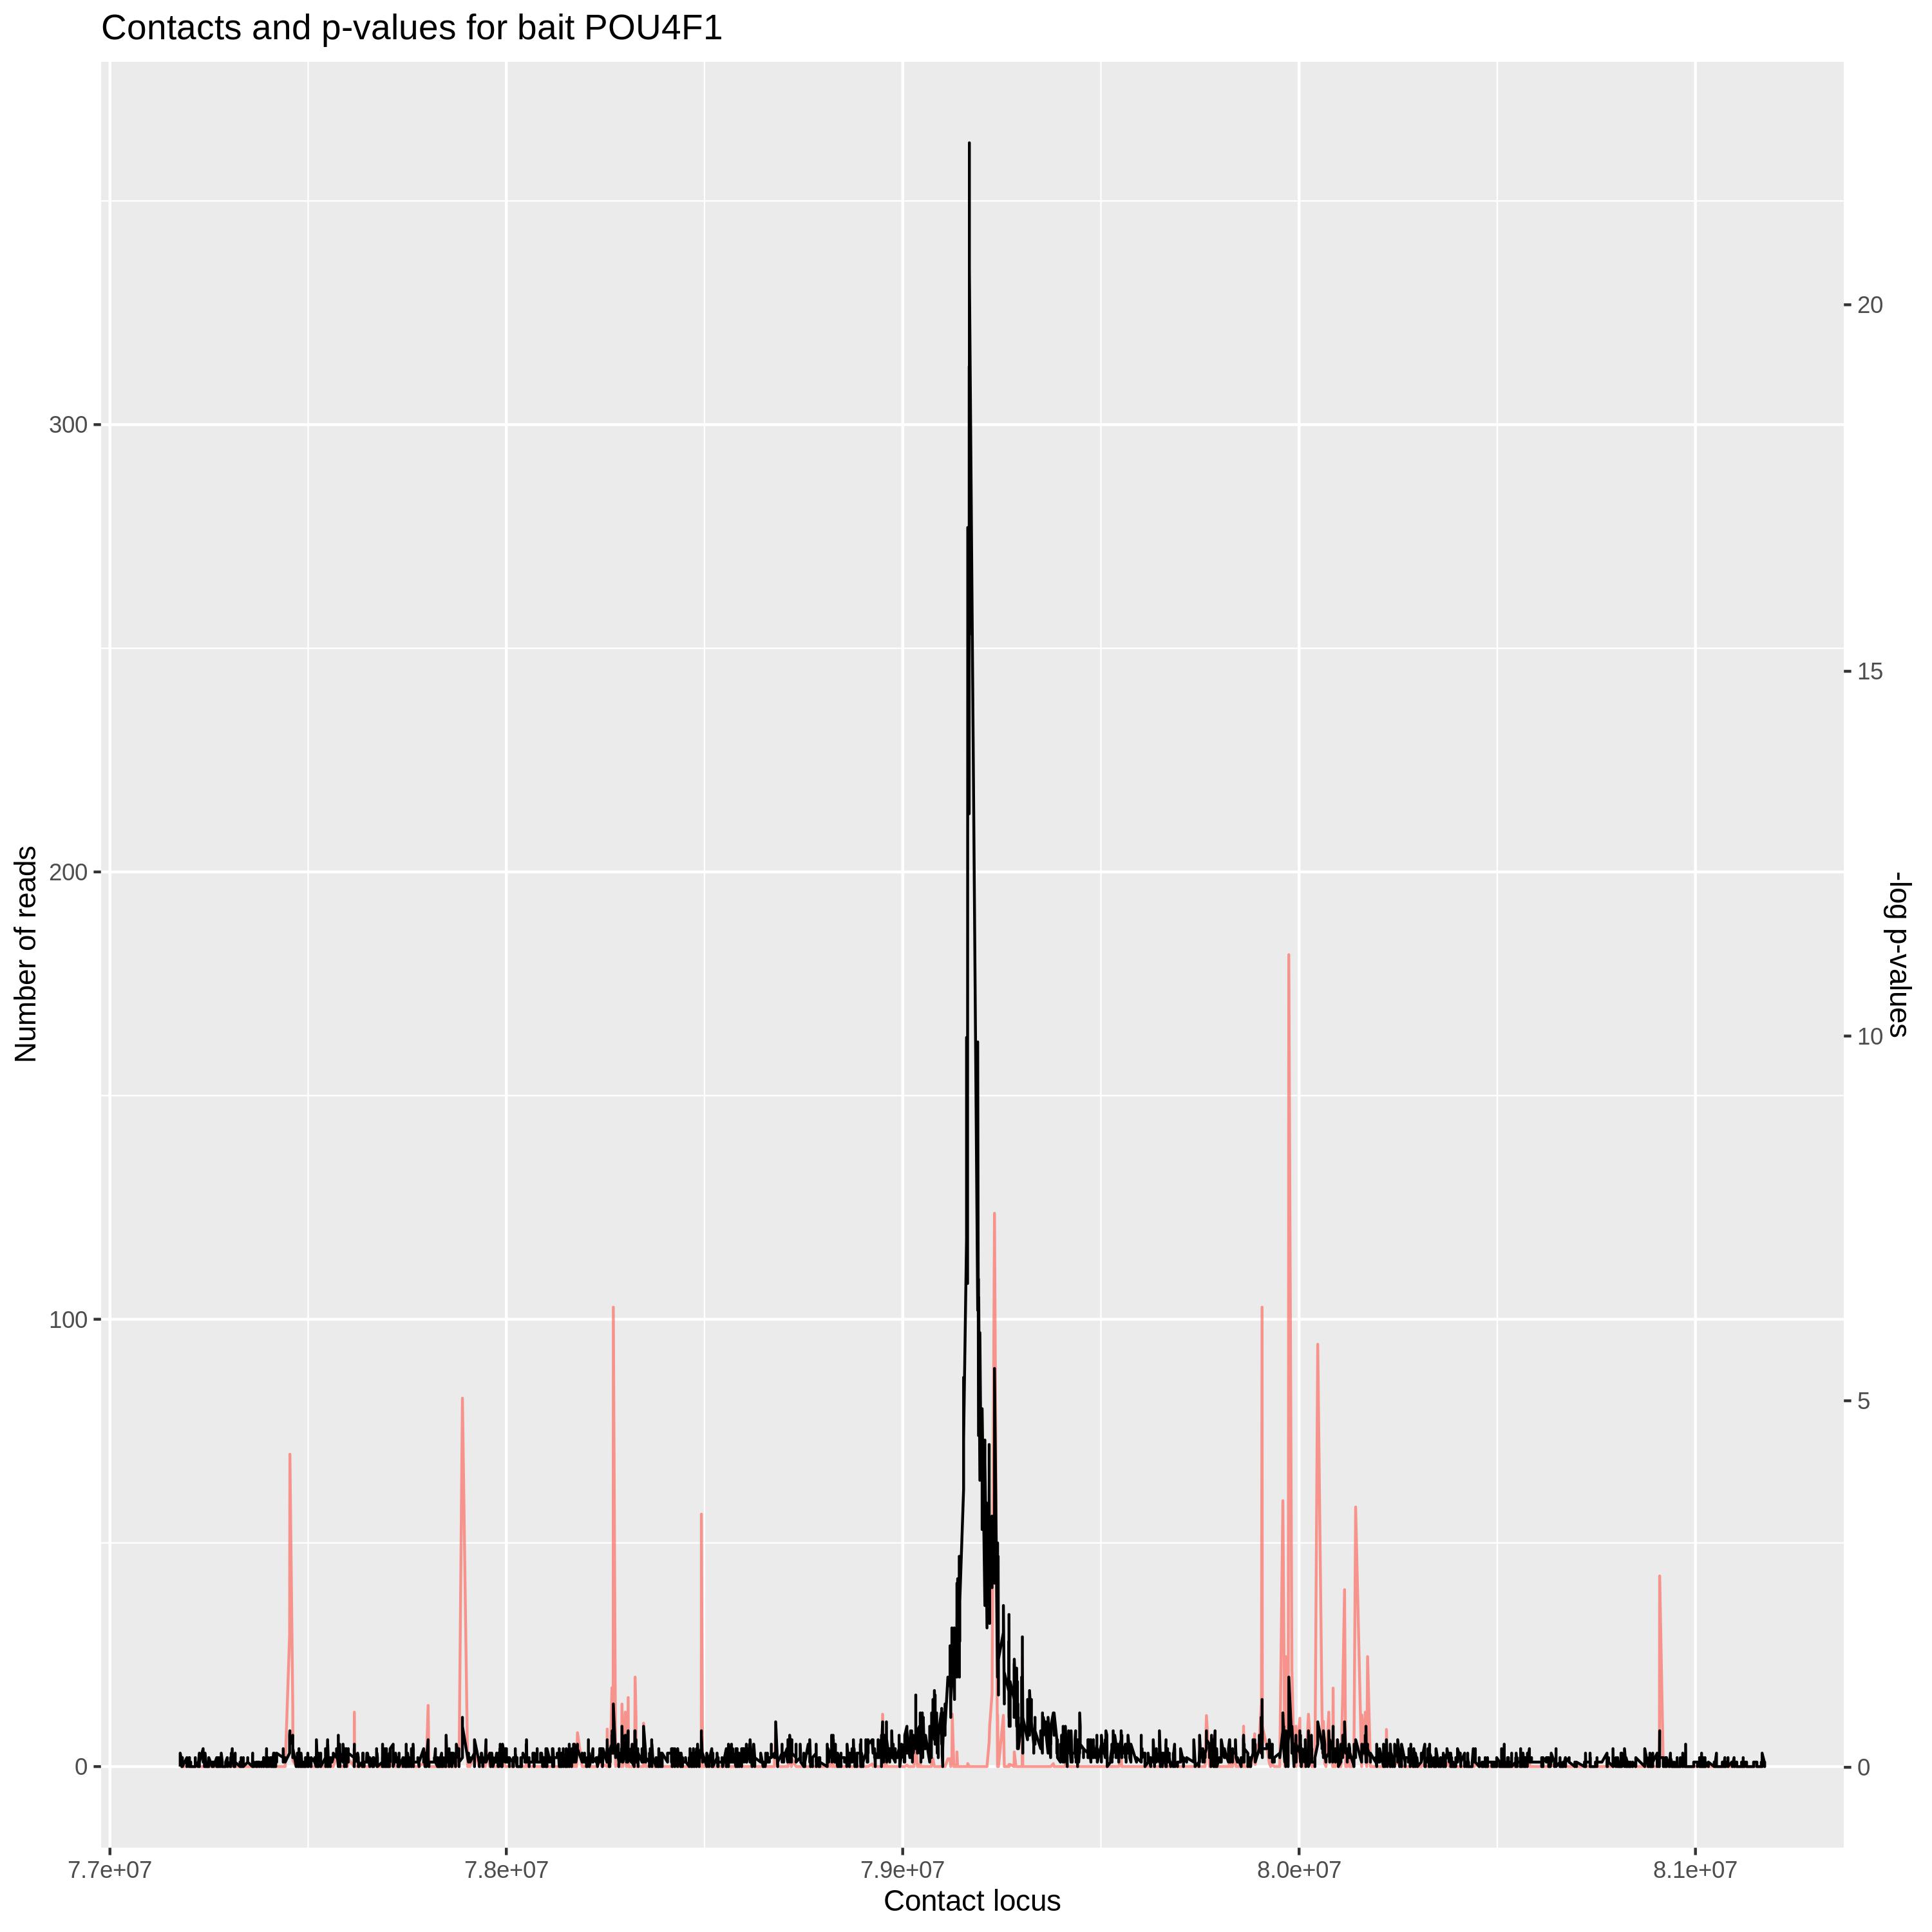 Contacts and p-values for bait POU4F1
Number of reads
300
200
100
0
20
15
10
5
0
-log p-values
7.7e+07 7.8e+07 7.9e+07 8.0e+07 8.1e+07
Contact locus